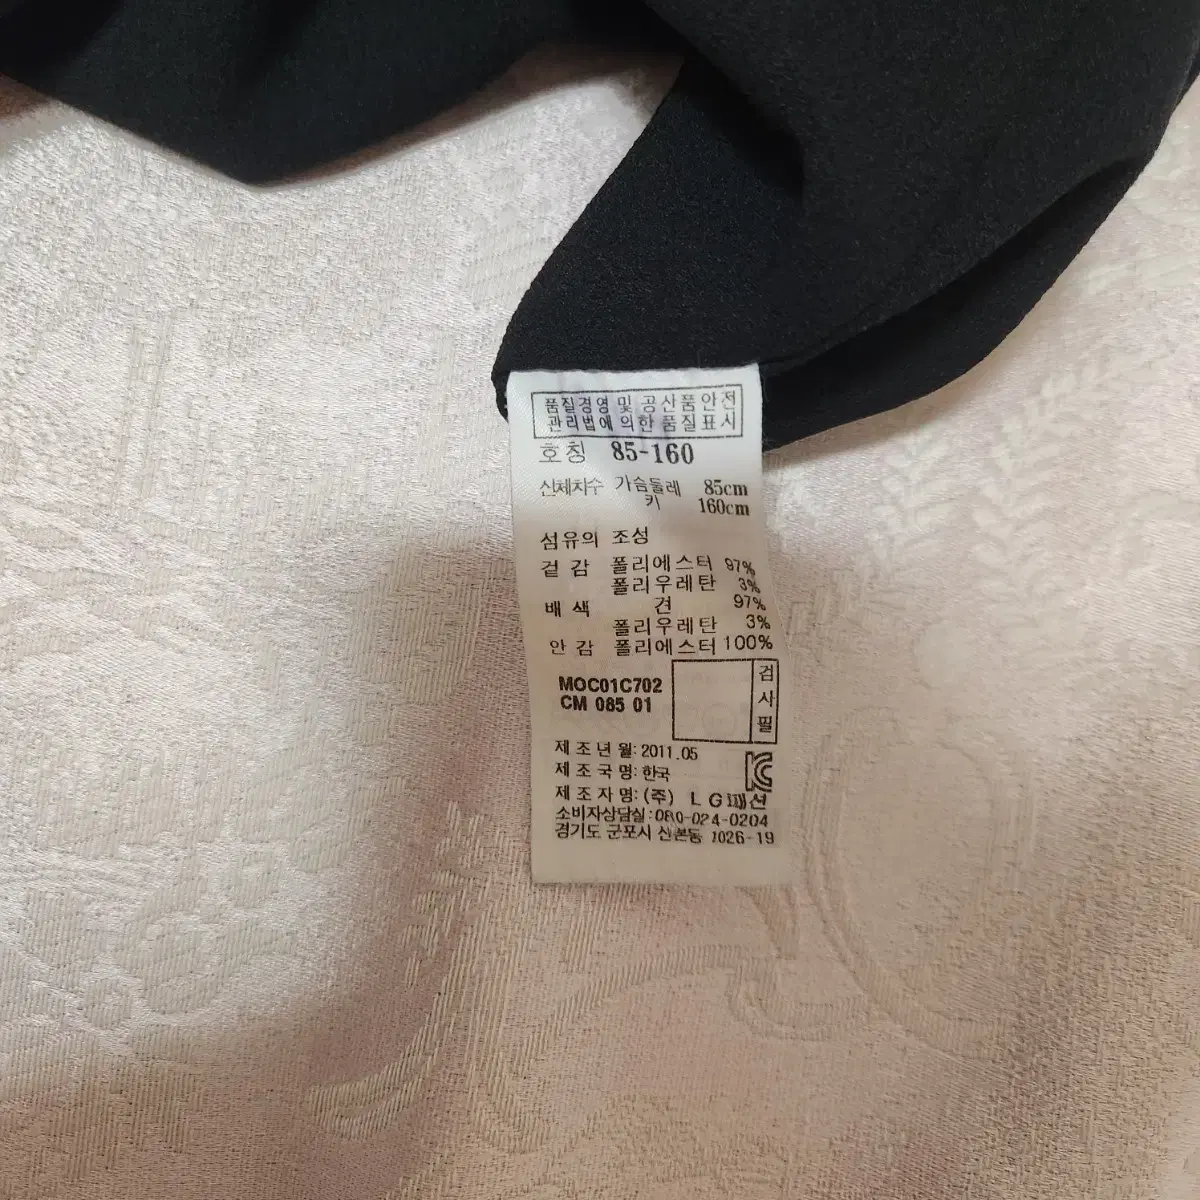 품질경영 및 공산품안전
관리법에 의한 품질표시
호칭 85-160
신체치수 가슴둘레 85cm
키 160cm
섬유의 조성
겉감 폴리에스터 97%
폴리우레탄 3%
배색 견 97%
폴리우레탄 3%
안감 폴리에스터 100%
MOC01C702
CM 085 01
검사필
제조년월: 2011.05
제조국명: 한국
제조자명: (주) LG패션
소비자상담실: 080-024-0204
경기도 군포시 산본동 1026-19